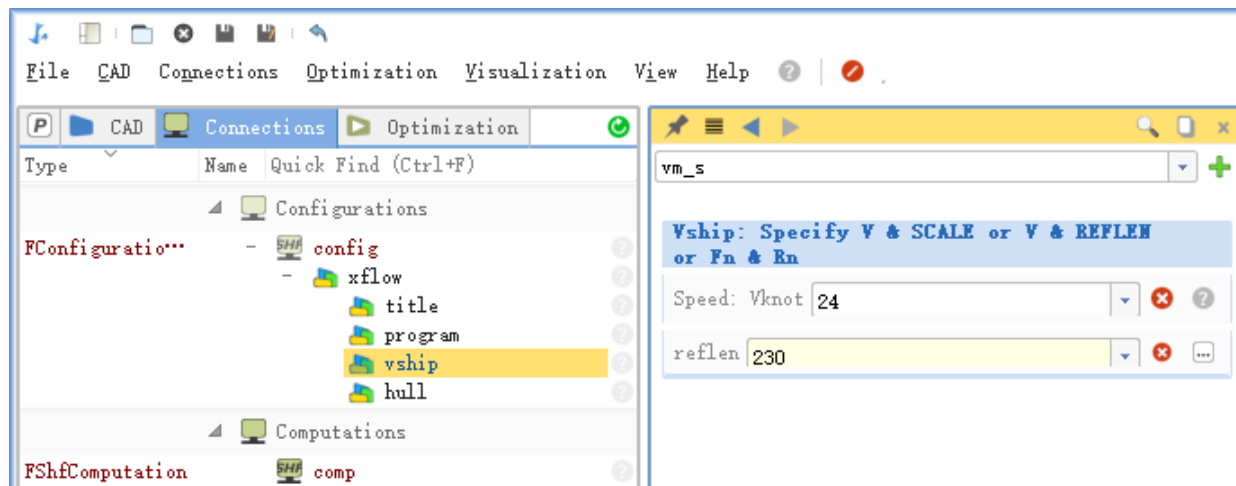 File CAD Connections Optimization Visualization View Help
P CAD Connections Optimization
Type Name Quick Find (Ctrl+F)
Configurations
FConfiguratio... SHF config
xflow
title
program
vship
hull
Computations
FShfComputation SHF comp
vm_s
Vship: Specify V & SCALE or V & REFLEN
or Fn & Rn
Speed: Vknot 24
reflen 230